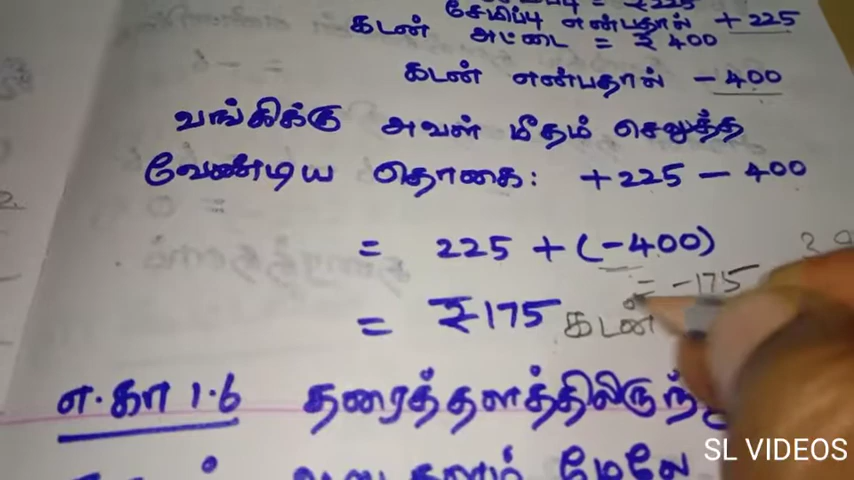 சேமிப்பு என்பதால் +225
கடன் அட்டை = ₹400
கடன் என்பதால் -400
வங்கிக்கு அவள் மீதம் செலுத்த
வேண்டிய தொகை: +225 - 400
= 225 + (-400)
= -175
= ₹175 கடன்
எ.கா 1.6 தரைத்தளத்திலிருந்து
மேலே
SL VIDEOS